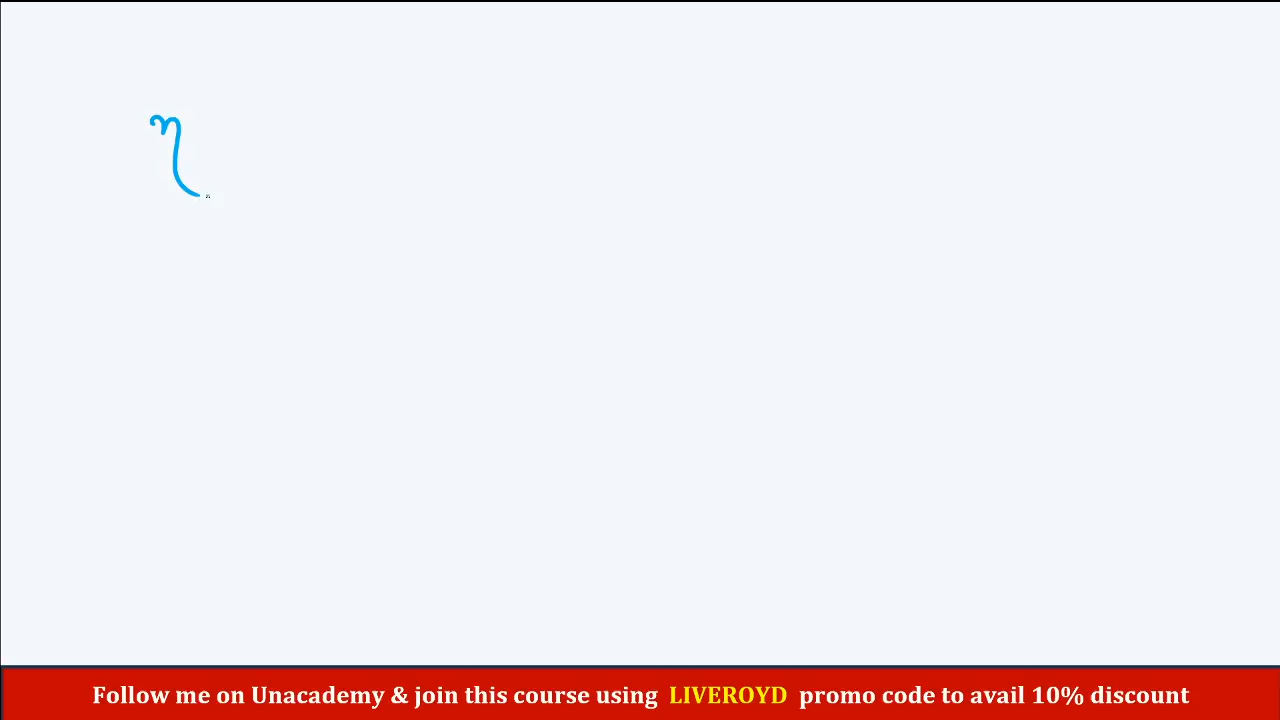 η
Follow me on Unacademy & join this course using LIVEROYD promo code to avail 10% discount